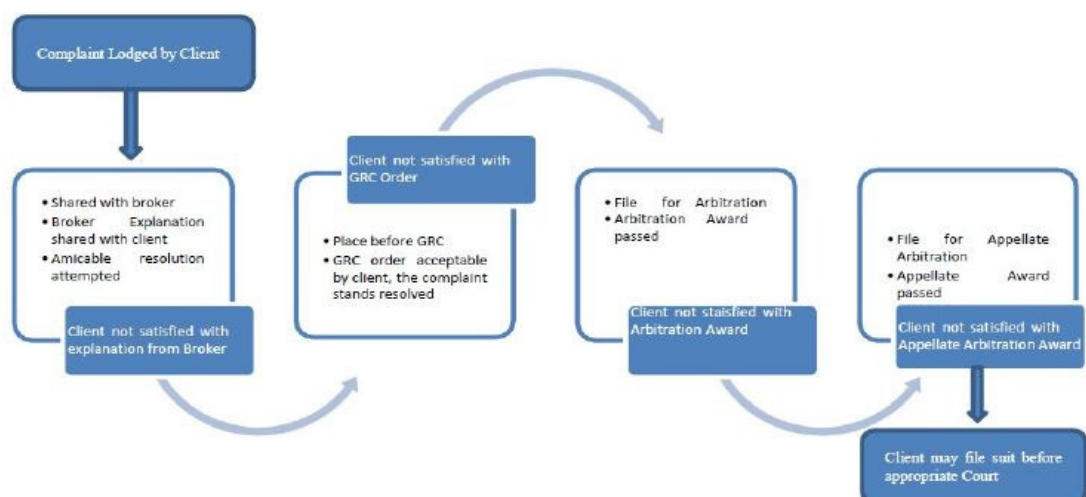 Complaint Lodged by Client
• Shared with broker
• Broker Explanation
shared with client
• Amicable resolution
attempted
Client not satisfied with
explanation from Broker
Client not satisfied with
GRC Order
• Place before GRC
• GRC order acceptable
by client, the complaint
stands resolved
• File for Arbitration
• Arbitration Award
passed
Client not staisfied with
Arbitration Award
• File for Appellate
Arbitration
• Appellate Award
passed
Client not satisfied with
Appellate Arbitration Award
Client may file suit before
appropriate Court